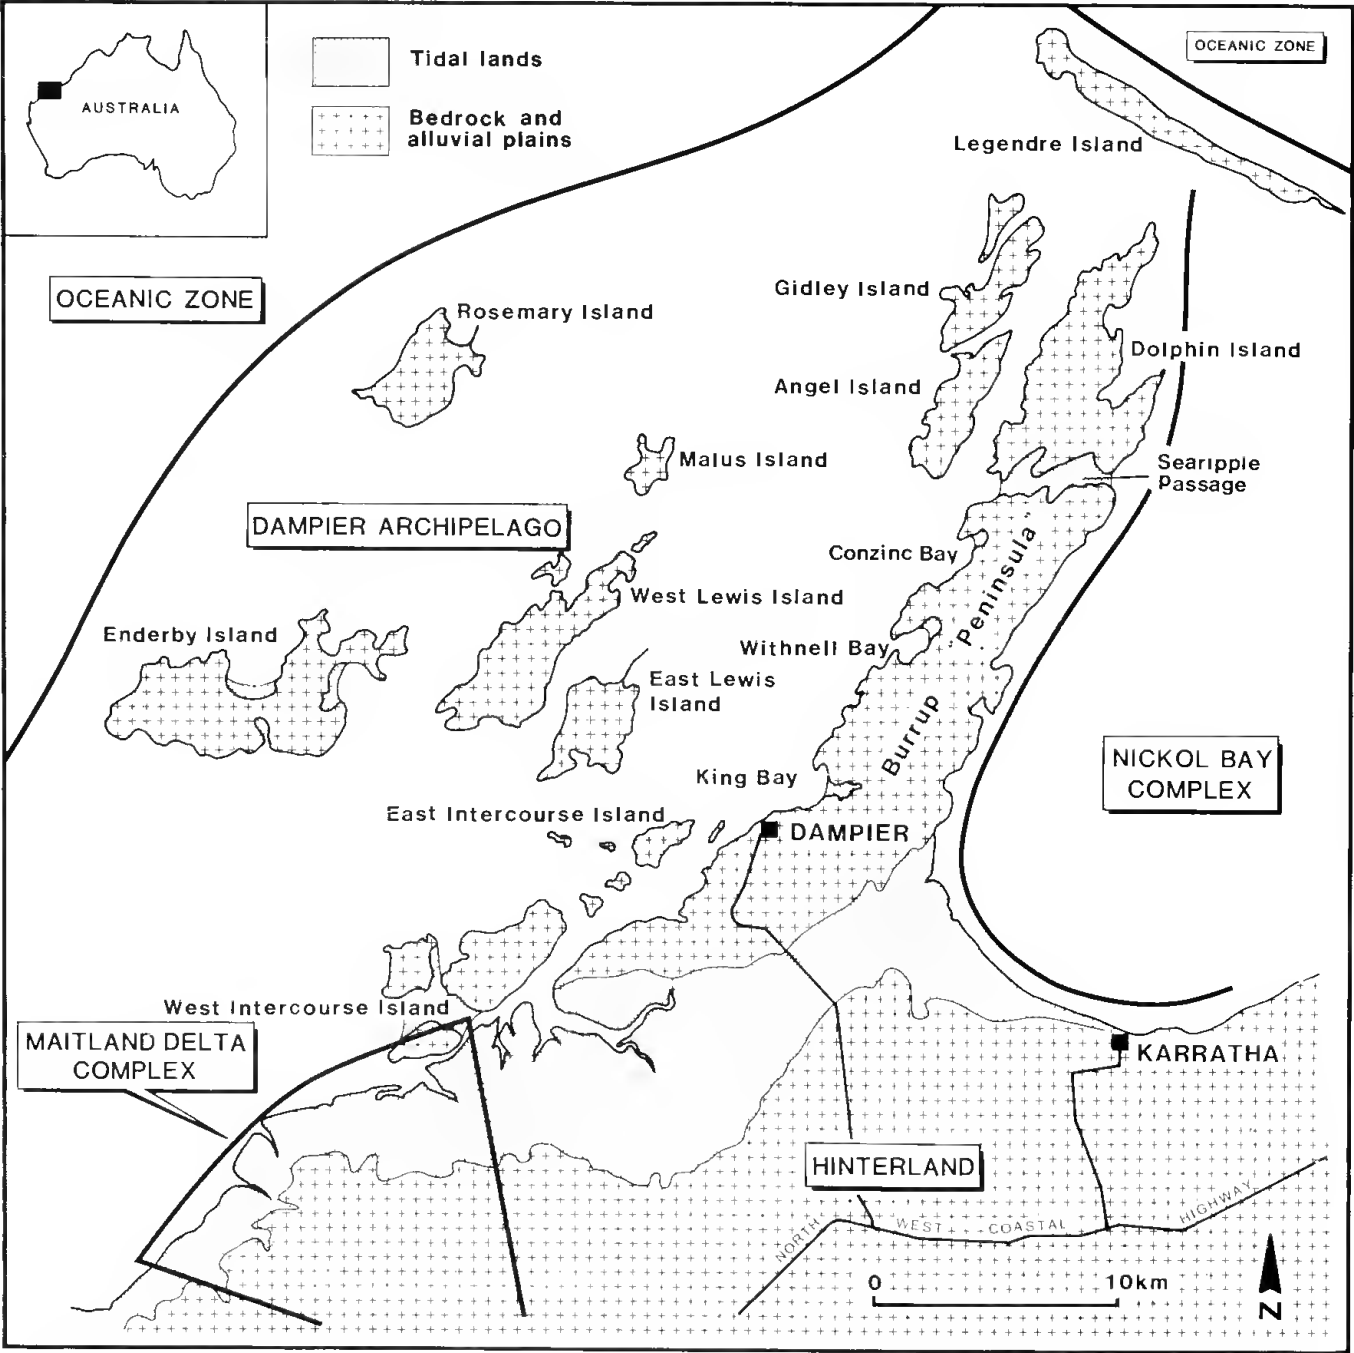 AUSTRALIA
Tidal lands
Bedrock and
alluvial plains
OCEANIC ZONE
Legendre Island
OCEANIC ZONE
Rosemary Island
Gidley Island
Dolphin Island
Angel Island
Malus Island
Searipple
Passage
DAMPIER ARCHIPELAGO
Conzinc Bay
West Lewis Island
Enderby Island
Withnell Bay
East Lewis
Island
Burrup "Peninsula"
NICKOL BAY
COMPLEX
King Bay
East Intercourse Island
DAMPIER
West Intercourse Island
MAITLAND DELTA
COMPLEX
KARRATHA
HINTERLAND
NORTH WEST COASTAL HIGHWAY
0 10km
N